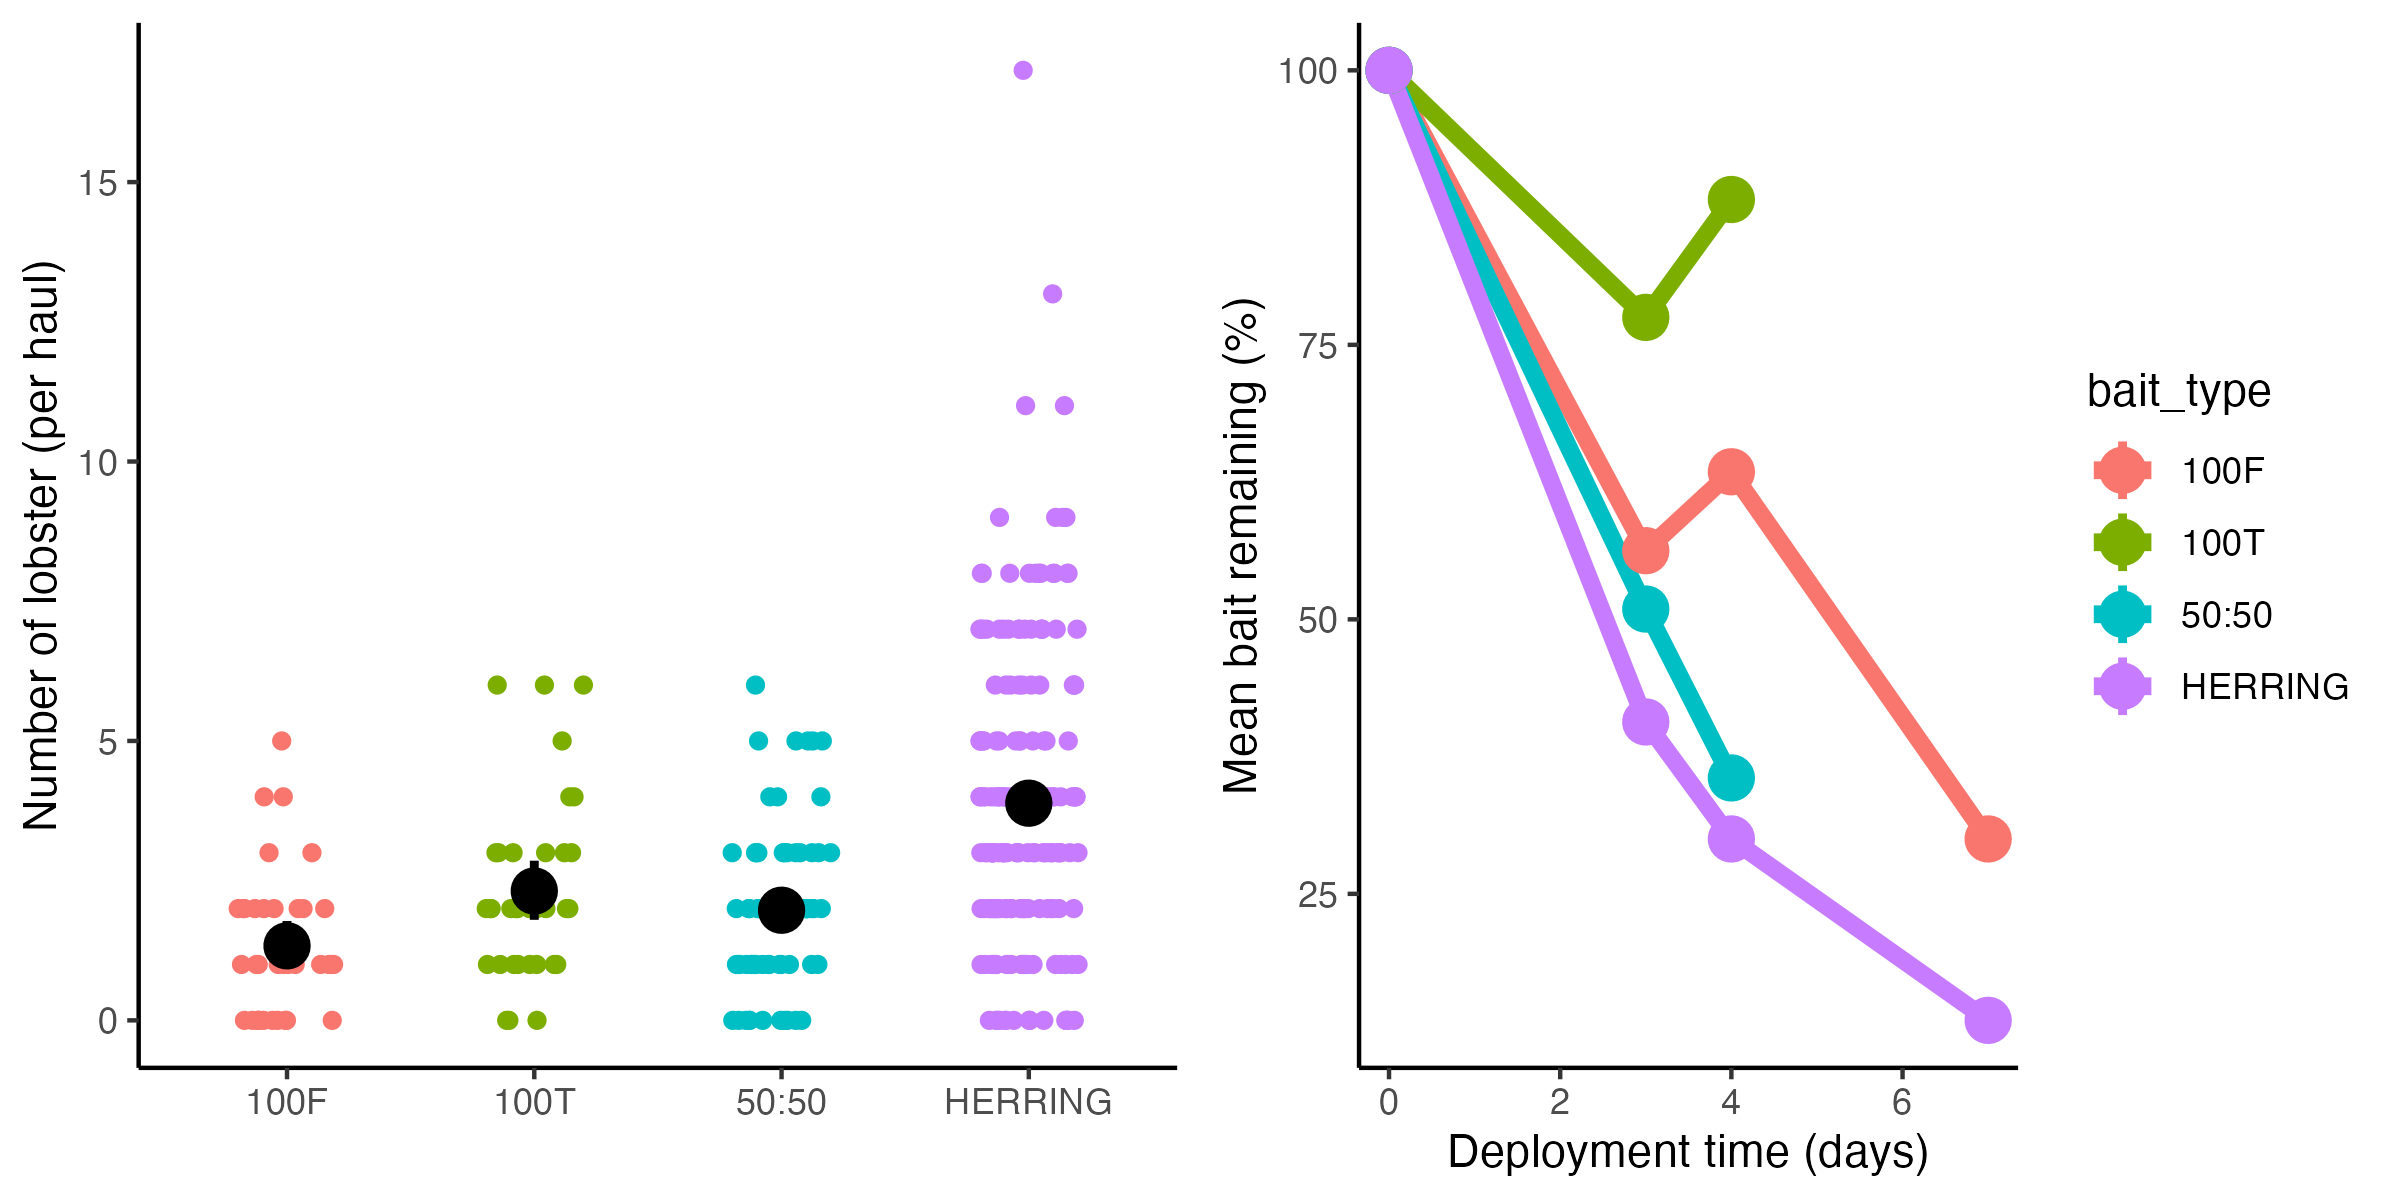 Number of lobster (per haul)
15
10
5
0
100F
100T
50:50
HERRING
Mean bait remaining (%)
100
75
50
25
0
2
4
6
Deployment time (days)
bait_type
100F
100T
50:50
HERRING